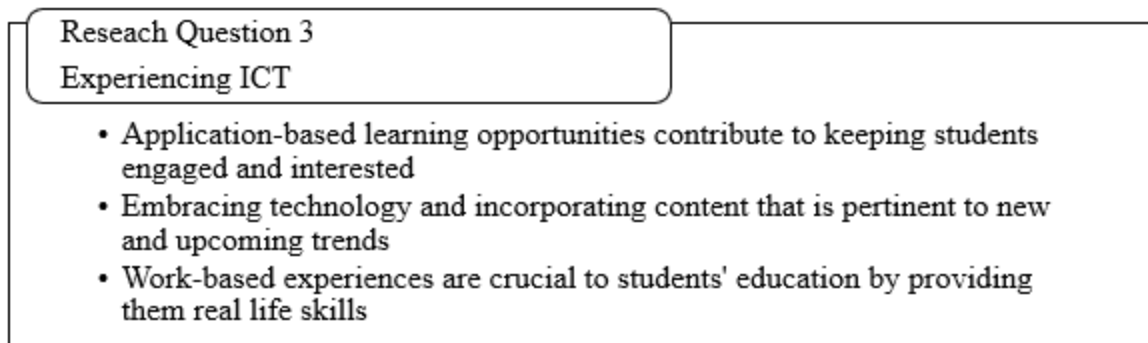 Reseach Question 3
Experiencing ICT
• Application-based learning opportunities contribute to keeping students
engaged and interested
• Embracing technology and incorporating content that is pertinent to new
and upcoming trends
• Work-based experiences are crucial to students' education by providing
them real life skills